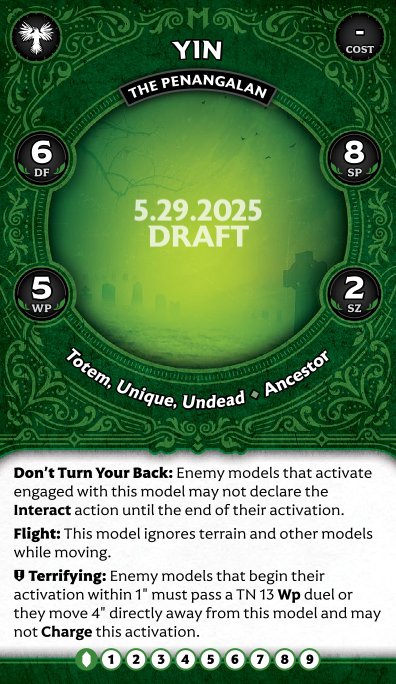 M
YIN
-
COST
THE PENANGALAN
6
DF
8
SP
5.29.2025
DRAFT
5
WP
2
SZ
Totem, Unique, Undead ♦ Ancestor
Don't Turn Your Back: Enemy models that activate
engaged with this model may not declare the
Interact action until the end of their activation.
Flight: This model ignores terrain and other models
while moving.
Terrifying: Enemy models that begin their
activation within 1" must pass a TN 13 Wp duel or
they move 4" directly away from this model and may
not Charge this activation.
1 2 3 4 5 6 7 8 9